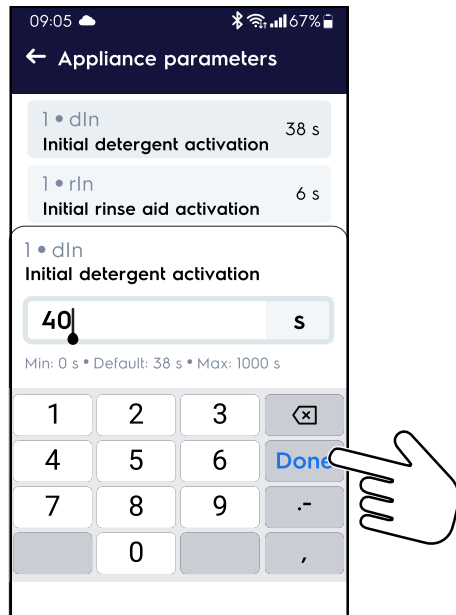 09:05 67%
← Appliance parameters
1 • dIn
Initial detergent activation
38 s
1 • rIn
Initial rinse aid activation
6 s
1 • dIn
Initial detergent activation
40 s
Min: 0 s • Default: 38 s • Max: 1000 s
1 2 3
4 5 6 Done
7 8 9 .-
0 ,